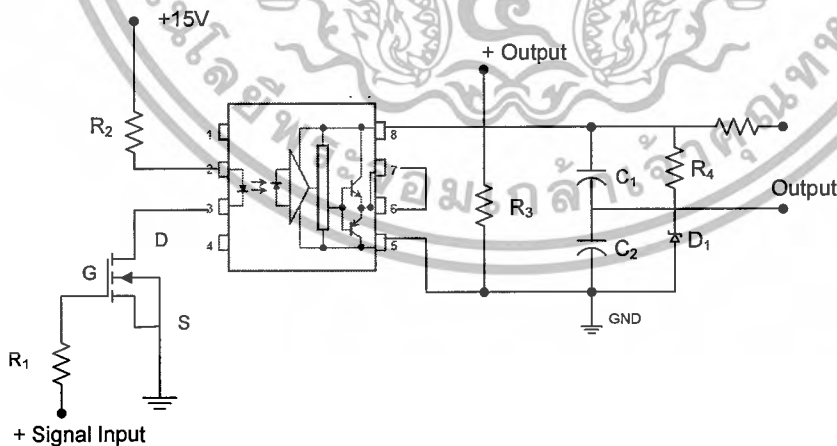 +15V
+ Output
R2
1
2
3
4
8
7
6
5
R3
C1
R4
C2
D1
Output
D
G
S
GND
R1
+ Signal Input